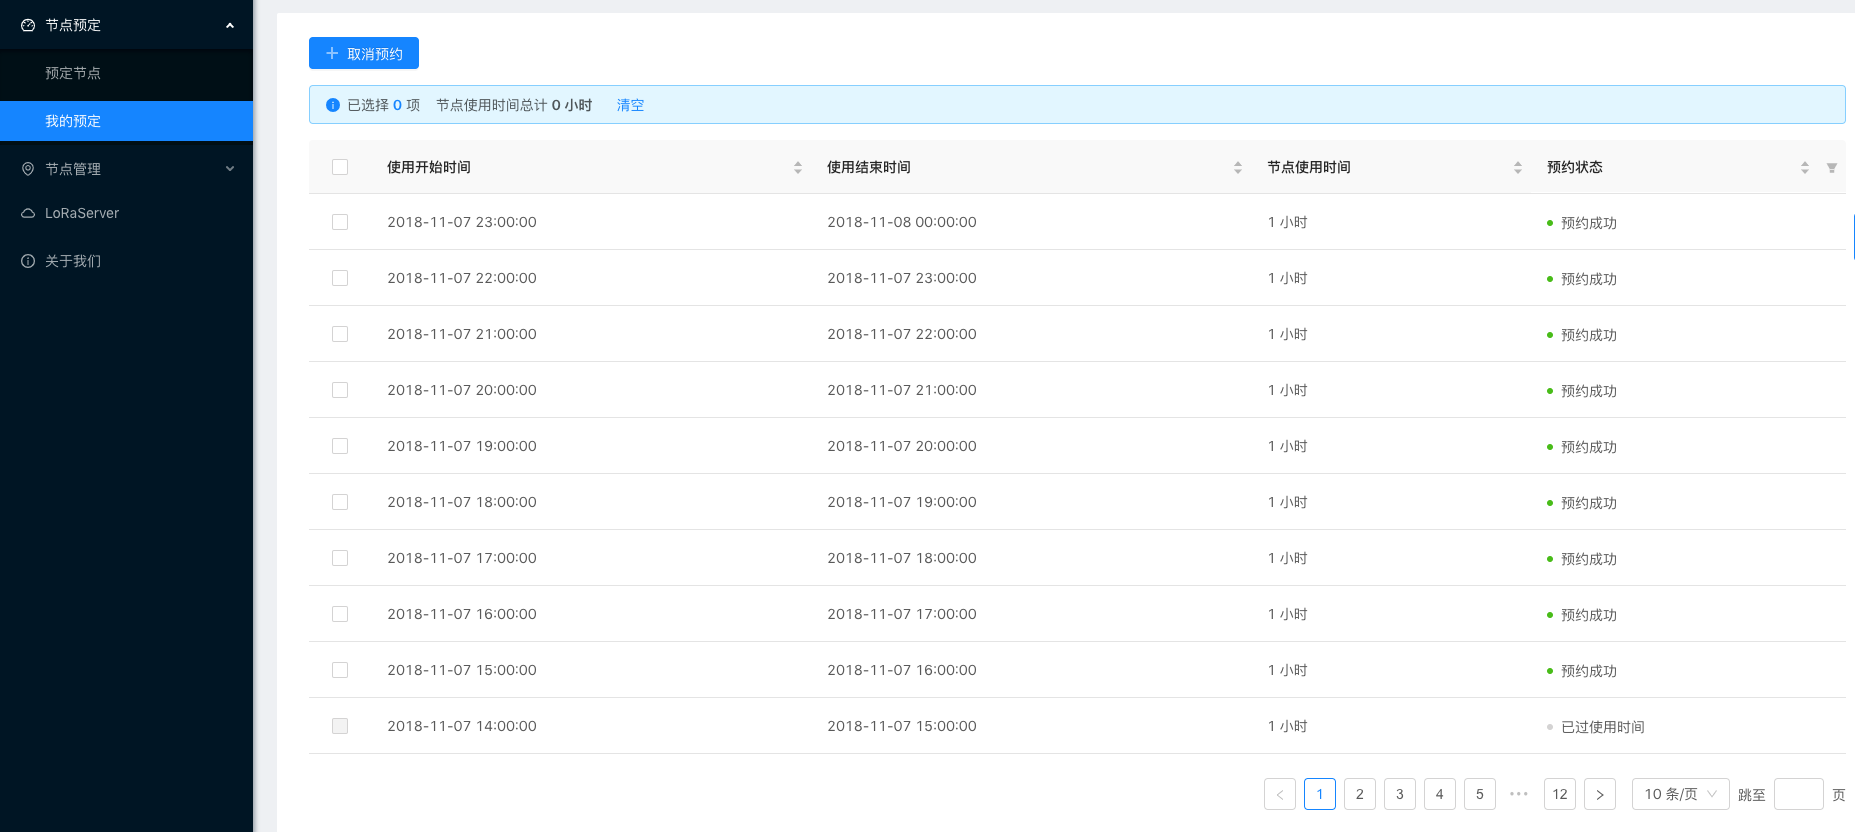 节点预定
预定节点
我的预定
节点管理
LoRaServer
关于我们
取消预约
已选择 0 项 节点使用时间总计 0 小时 清空
使用开始时间 使用结束时间 节点使用时间 预约状态
2018-11-07 23:00:00 2018-11-08 00:00:00 1 小时 预约成功
2018-11-07 22:00:00 2018-11-07 23:00:00 1 小时 预约成功
2018-11-07 21:00:00 2018-11-07 22:00:00 1 小时 预约成功
2018-11-07 20:00:00 2018-11-07 21:00:00 1 小时 预约成功
2018-11-07 19:00:00 2018-11-07 20:00:00 1 小时 预约成功
2018-11-07 18:00:00 2018-11-07 19:00:00 1 小时 预约成功
2018-11-07 17:00:00 2018-11-07 18:00:00 1 小时 预约成功
2018-11-07 16:00:00 2018-11-07 17:00:00 1 小时 预约成功
2018-11-07 15:00:00 2018-11-07 16:00:00 1 小时 预约成功
2018-11-07 14:00:00 2018-11-07 15:00:00 1 小时 已过使用时间
1 2 3 4 5 ••• 12 10 条/页 跳至 页